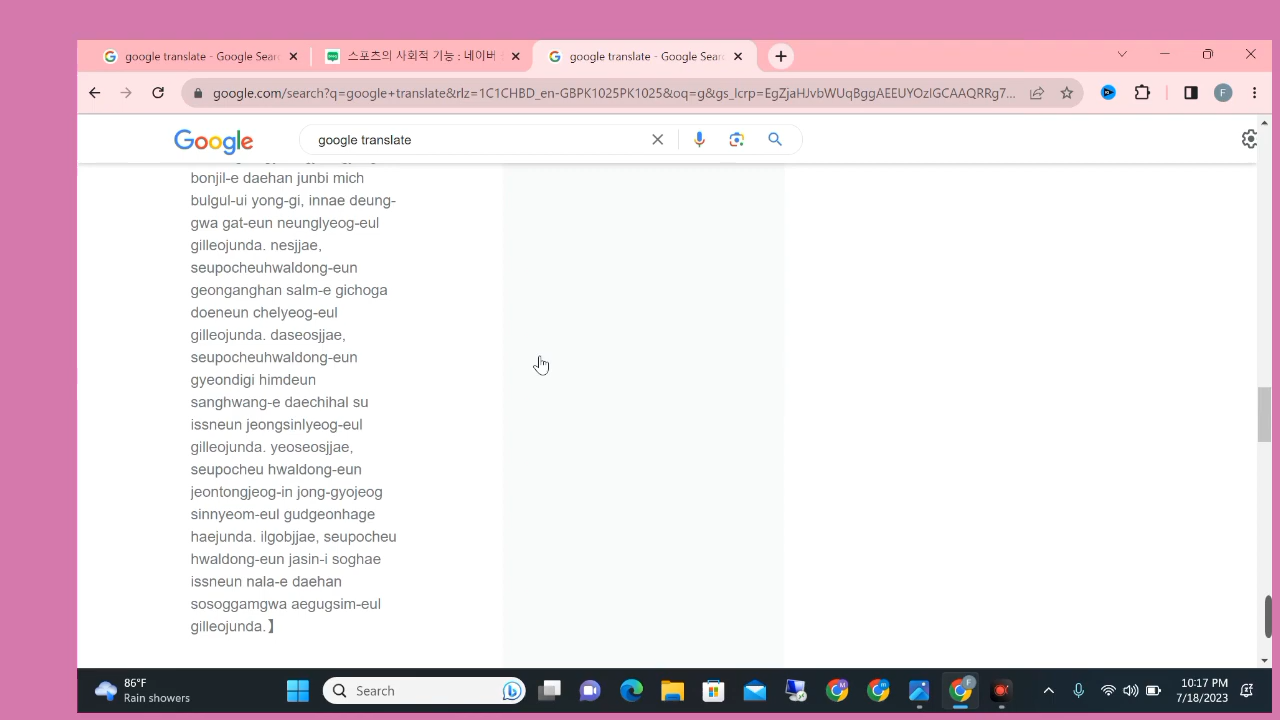 google translate - Google Sear
스포츠의 사회적 기능 : 네이버
google translate - Google Searc
google.com/search?q=google+translate&rlz=1C1CHBD_en-GBPK1025PK1025&oq=g&gs_lcrp=EgZjaHJvbWUqBggAEEUYOzIGCAAQRRg7...
F
Google
google translate
bonjil-e daehan junbi mich
bulgul-ui yong-gi, innae deung-
gwa gat-eun neunglyeog-eul
gilleojunda. nesjjae,
seupocheuhwaldong-eun
geonganghan salm-e gichoga
doeneun chelyeog-eul
gilleojunda. daseosjjae,
seupocheuhwaldong-eun
gyeondigi himdeun
sanghwang-e daechihal su
issneun jeongsinlyeog-eul
gilleojunda. yeoseosjjae,
seupocheu hwaldong-eun
jeontongjeog-in jong-gyojeog
sinnyeom-eul gudgeonhage
haejunda. ilgobjjae, seupocheu
hwaldong-eun jasin-i soghae
issneun nala-e daehan
sosoggamgwa aegugsim-eul
gilleojunda.】
86°F
Rain showers
Search
10:17 PM
7/18/2023